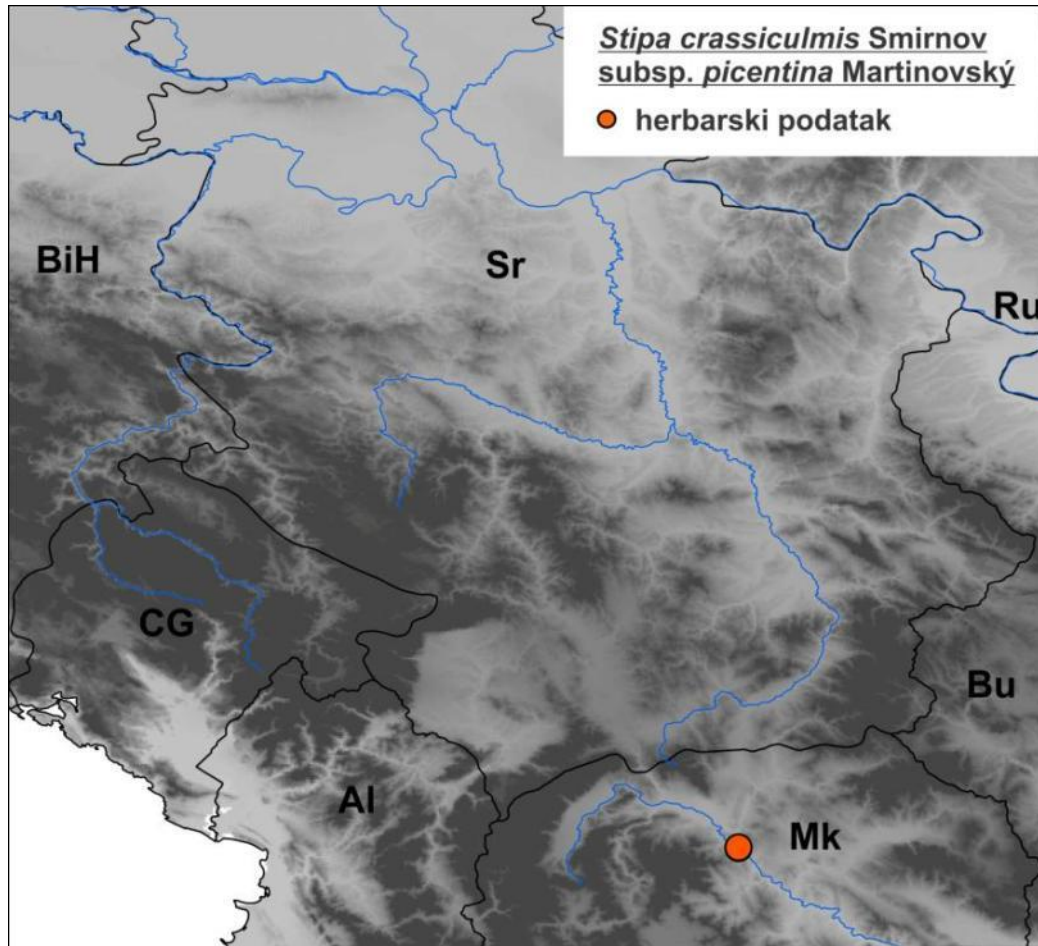 Stipa crassiculmis Smirnov
subsp. picentina Martinovský
herbarski podatak
BiH
Sr
Ru
CG
Bu
Al
Mk